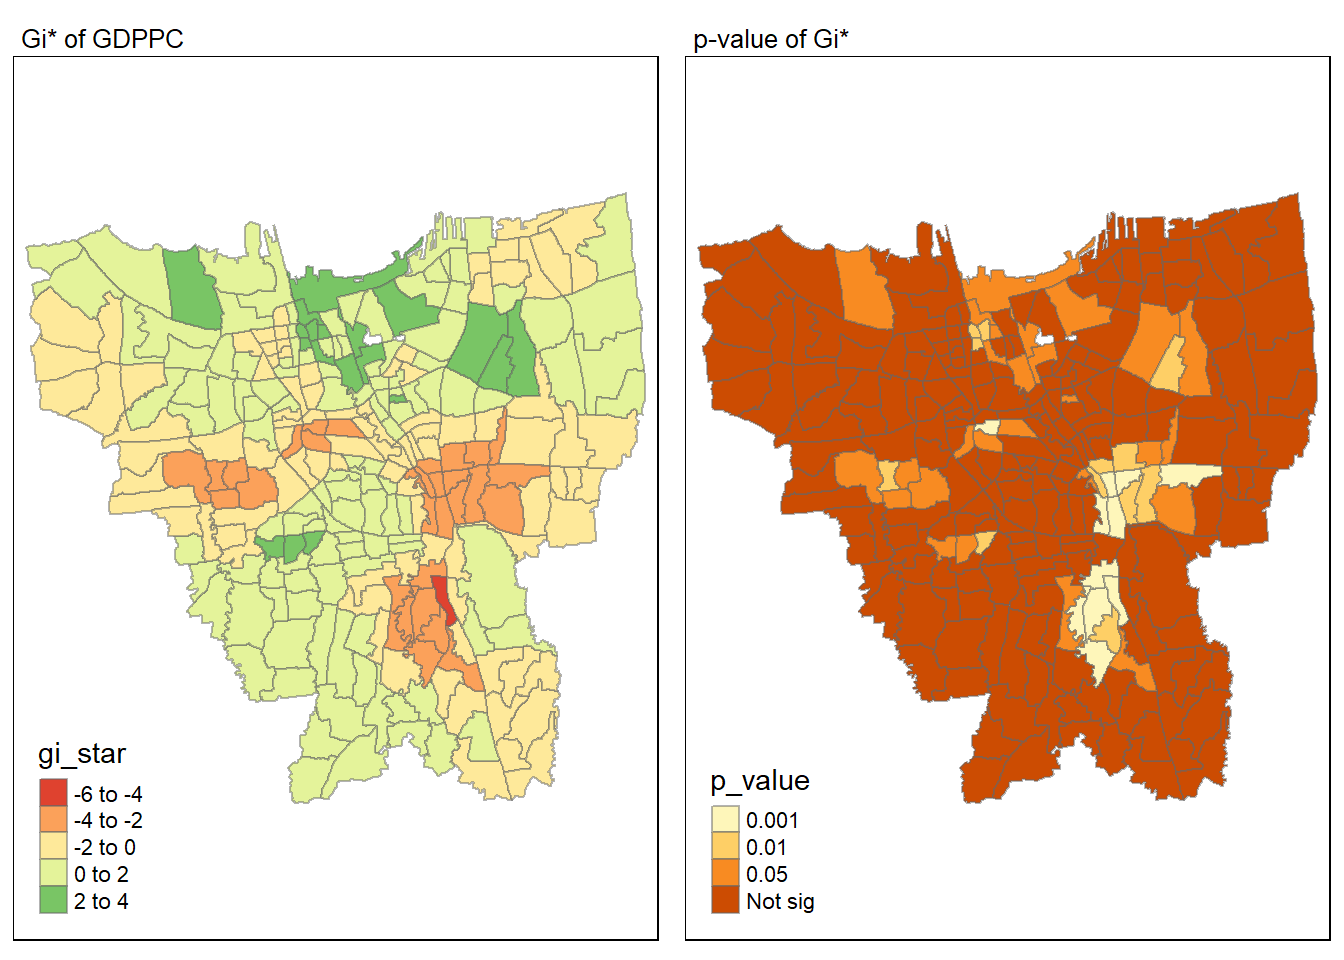 Gi* of GDPPC
gi_star
-6 to -4
-4 to -2
-2 to 0
0 to 2
2 to 4
p-value of Gi*
p_value
0.001
0.01
0.05
Not sig